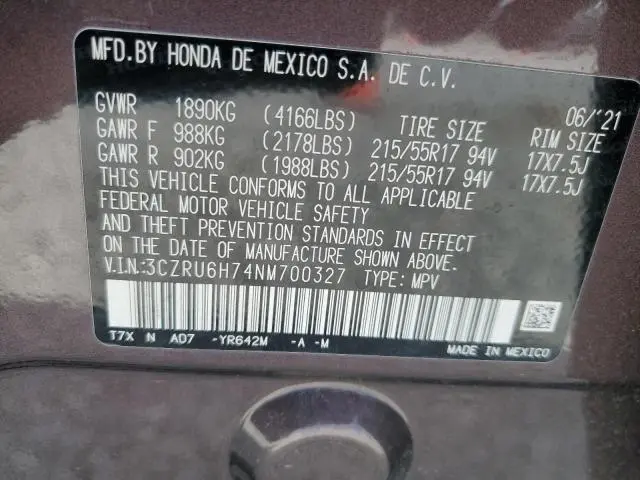 MFD.BY HONDA DE MEXICO S.A. DE C.V.
06/'21
GVWR 1890KG (4166LBS) TIRE SIZE RIM SIZE
GAWR F 988KG (2178LBS) 215/55R17 94V 17X7.5J
GAWR R 902KG (1988LBS) 215/55R17 94V 17X7.5J
THIS VEHICLE CONFORMS TO ALL APPLICABLE
FEDERAL MOTOR VEHICLE SAFETY
AND THEFT PREVENTION STANDARDS IN EFFECT
ON THE DATE OF MANUFACTURE SHOWN ABOVE.
V.I.N.:3CZRU6H74NM700327 TYPE: MPV
T7X N AD7 -YR642M -A -M
MADE IN MEXICO